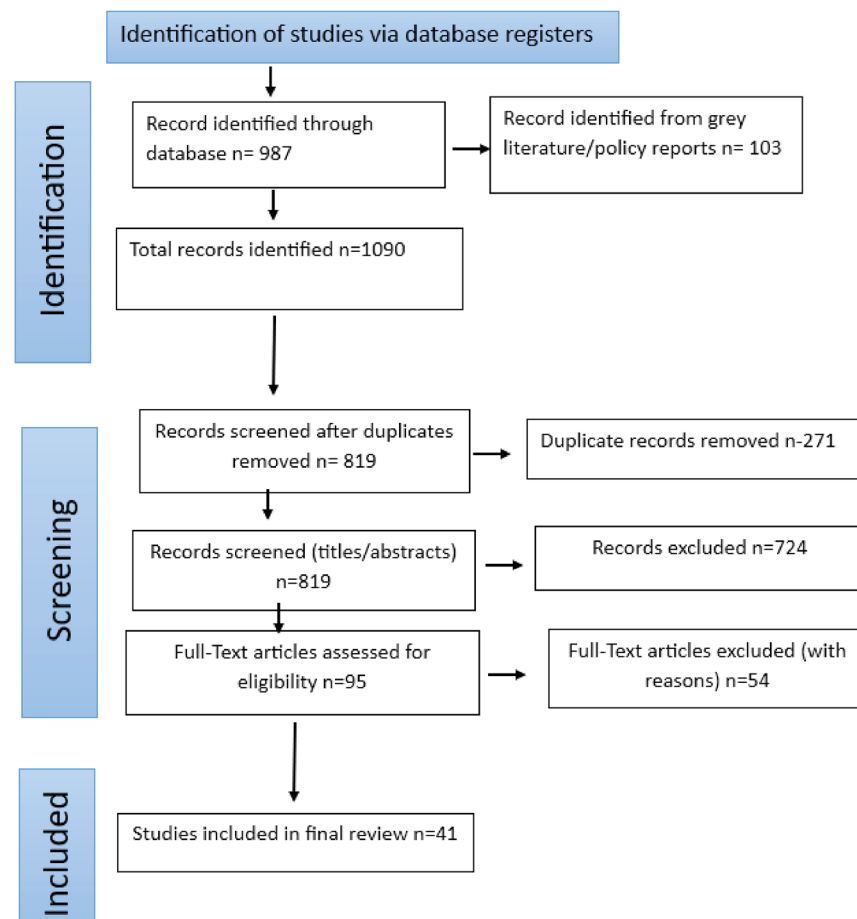 Identification of studies via database registers
Identification
Record identified through
database n= 987
Record identified from grey
literature/policy reports n= 103
Total records identified n=1090
Screening
Records screened after duplicates
removed n= 819
Duplicate records removed n-271
Records screened (titles/abstracts)
n=819
Records excluded n=724
Full-Text articles assessed for
eligibility n=95
Full-Text articles excluded (with
reasons) n=54
Included
Studies included in final review n=41